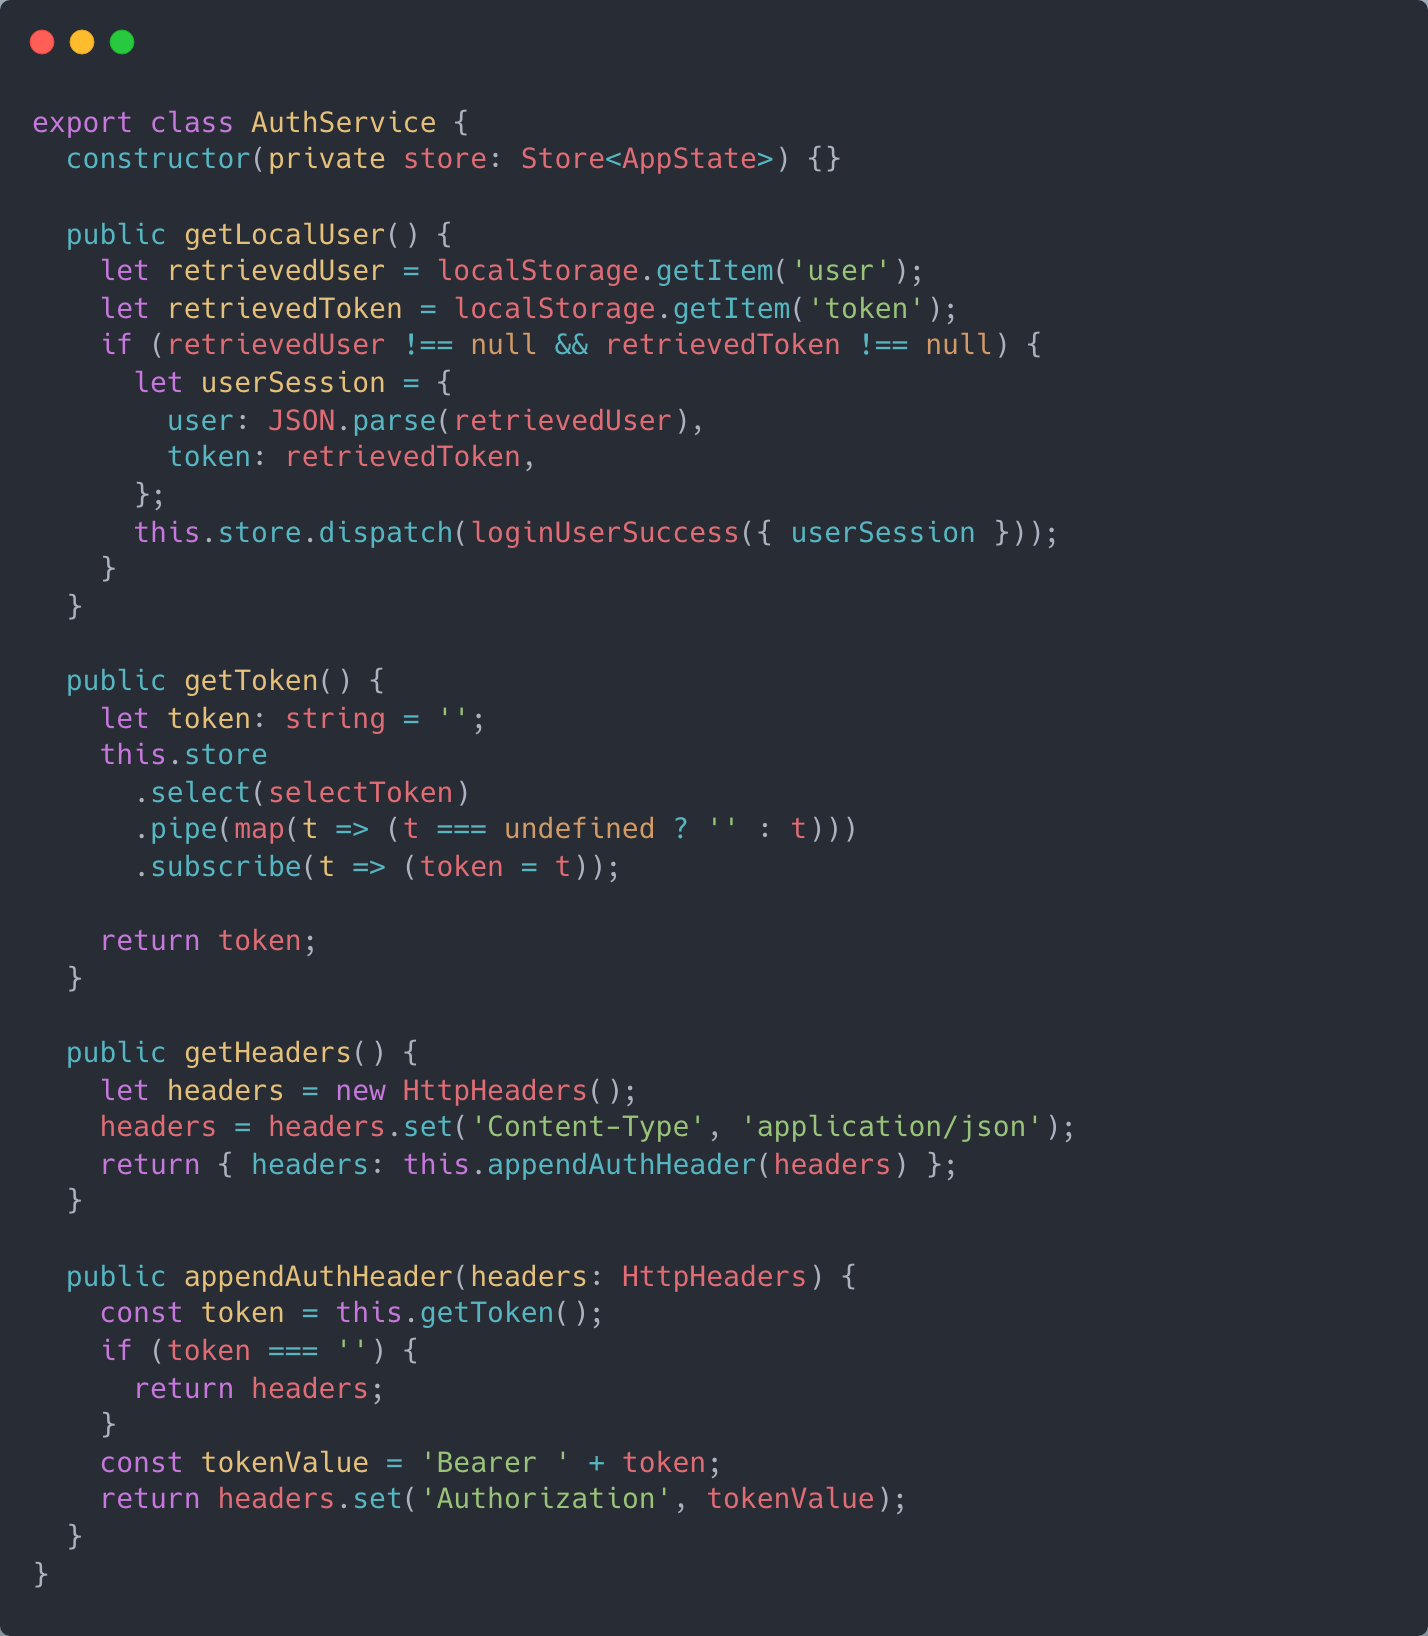 export class AuthService {
  constructor(private store: Store<AppState>) {}

  public getLocalUser() {
    let retrievedUser = localStorage.getItem('user');
    let retrievedToken = localStorage.getItem('token');
    if (retrievedUser !== null && retrievedToken !== null) {
      let userSession = {
        user: JSON.parse(retrievedUser),
        token: retrievedToken,
      };
      this.store.dispatch(loginUserSuccess({ userSession }));
    }
  }

  public getToken() {
    let token: string = '';
    this.store
      .select(selectToken)
      .pipe(map(t => (t === undefined ? '' : t)))
      .subscribe(t => (token = t));

    return token;
  }

  public getHeaders() {
    let headers = new HttpHeaders();
    headers = headers.set('Content-Type', 'application/json');
    return { headers: this.appendAuthHeader(headers) };
  }

  public appendAuthHeader(headers: HttpHeaders) {
    const token = this.getToken();
    if (token === '') {
      return headers;
    }
    const tokenValue = 'Bearer ' + token;
    return headers.set('Authorization', tokenValue);
  }
}